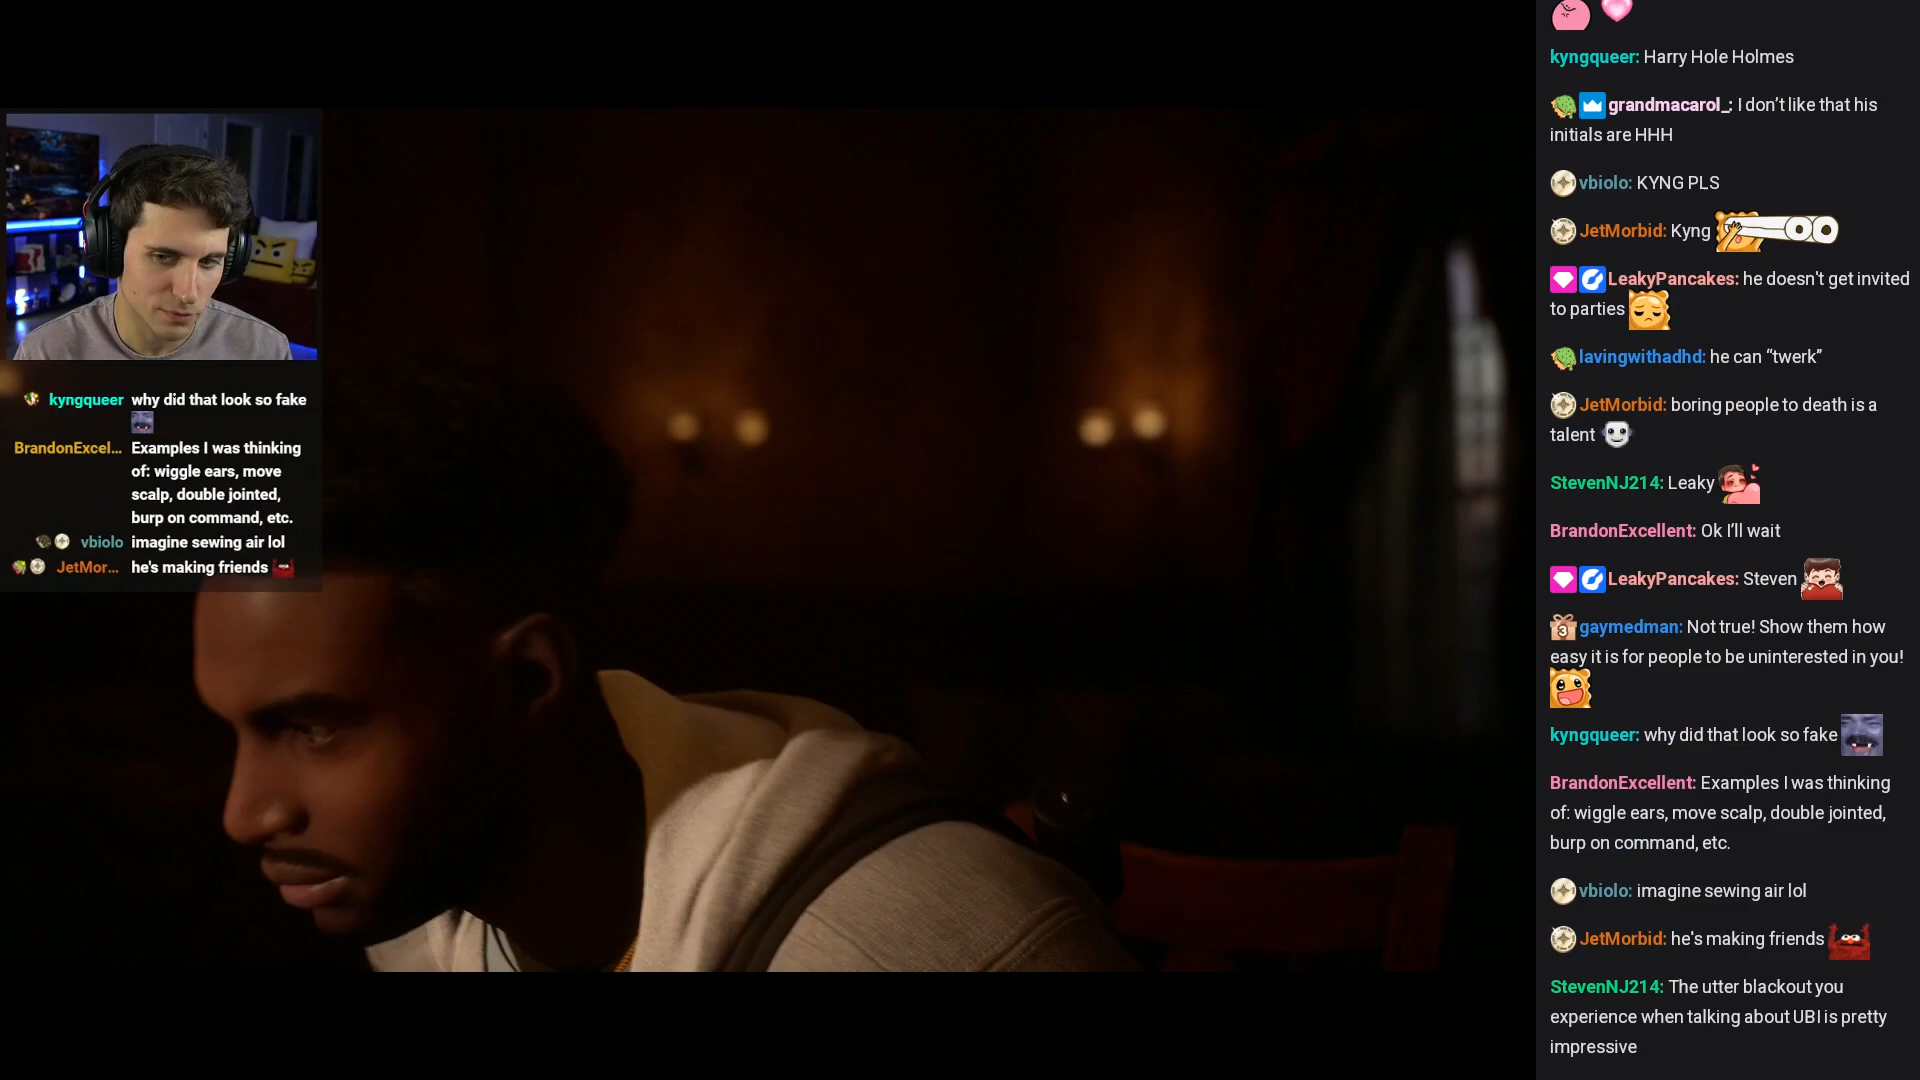 kyngqueer why did that look so fake
BrandonExcel... Examples I was thinking
of: wiggle ears, move
scalp, double jointed,
burp on command, etc.
vbiolo imagine sewing air lol
JetMor... he's making friends
kyngqueer: Harry Hole Holmes
grandmacarol_: I don’t like that his
initials are HHH
vbiolo: KYNG PLS
JetMorbid: Kyng
LeakyPancakes: he doesn't get invited
to parties
lavingwithadhd: he can “twerk”
JetMorbid: boring people to death is a
talent
StevenNJ214: Leaky
BrandonExcellent: Ok I’ll wait
LeakyPancakes: Steven
3 gaymedman: Not true! Show them how
easy it is for people to be uninterested in you!
kyngqueer: why did that look so fake
BrandonExcellent: Examples I was thinking
of: wiggle ears, move scalp, double jointed,
burp on command, etc.
vbiolo: imagine sewing air lol
JetMorbid: he's making friends
StevenNJ214: The utter blackout you
experience when talking about UBI is pretty
impressive